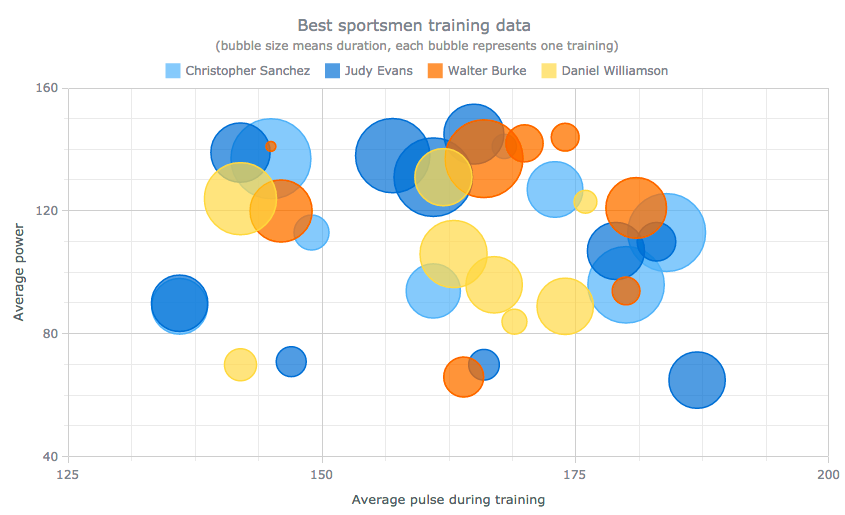 Best sportsmen training data
(bubble size means duration, each bubble represents one training)
Christopher Sanchez Judy Evans Walter Burke Daniel Williamson
160
120
80
40
Average power
125 150 175 200
Average pulse during training